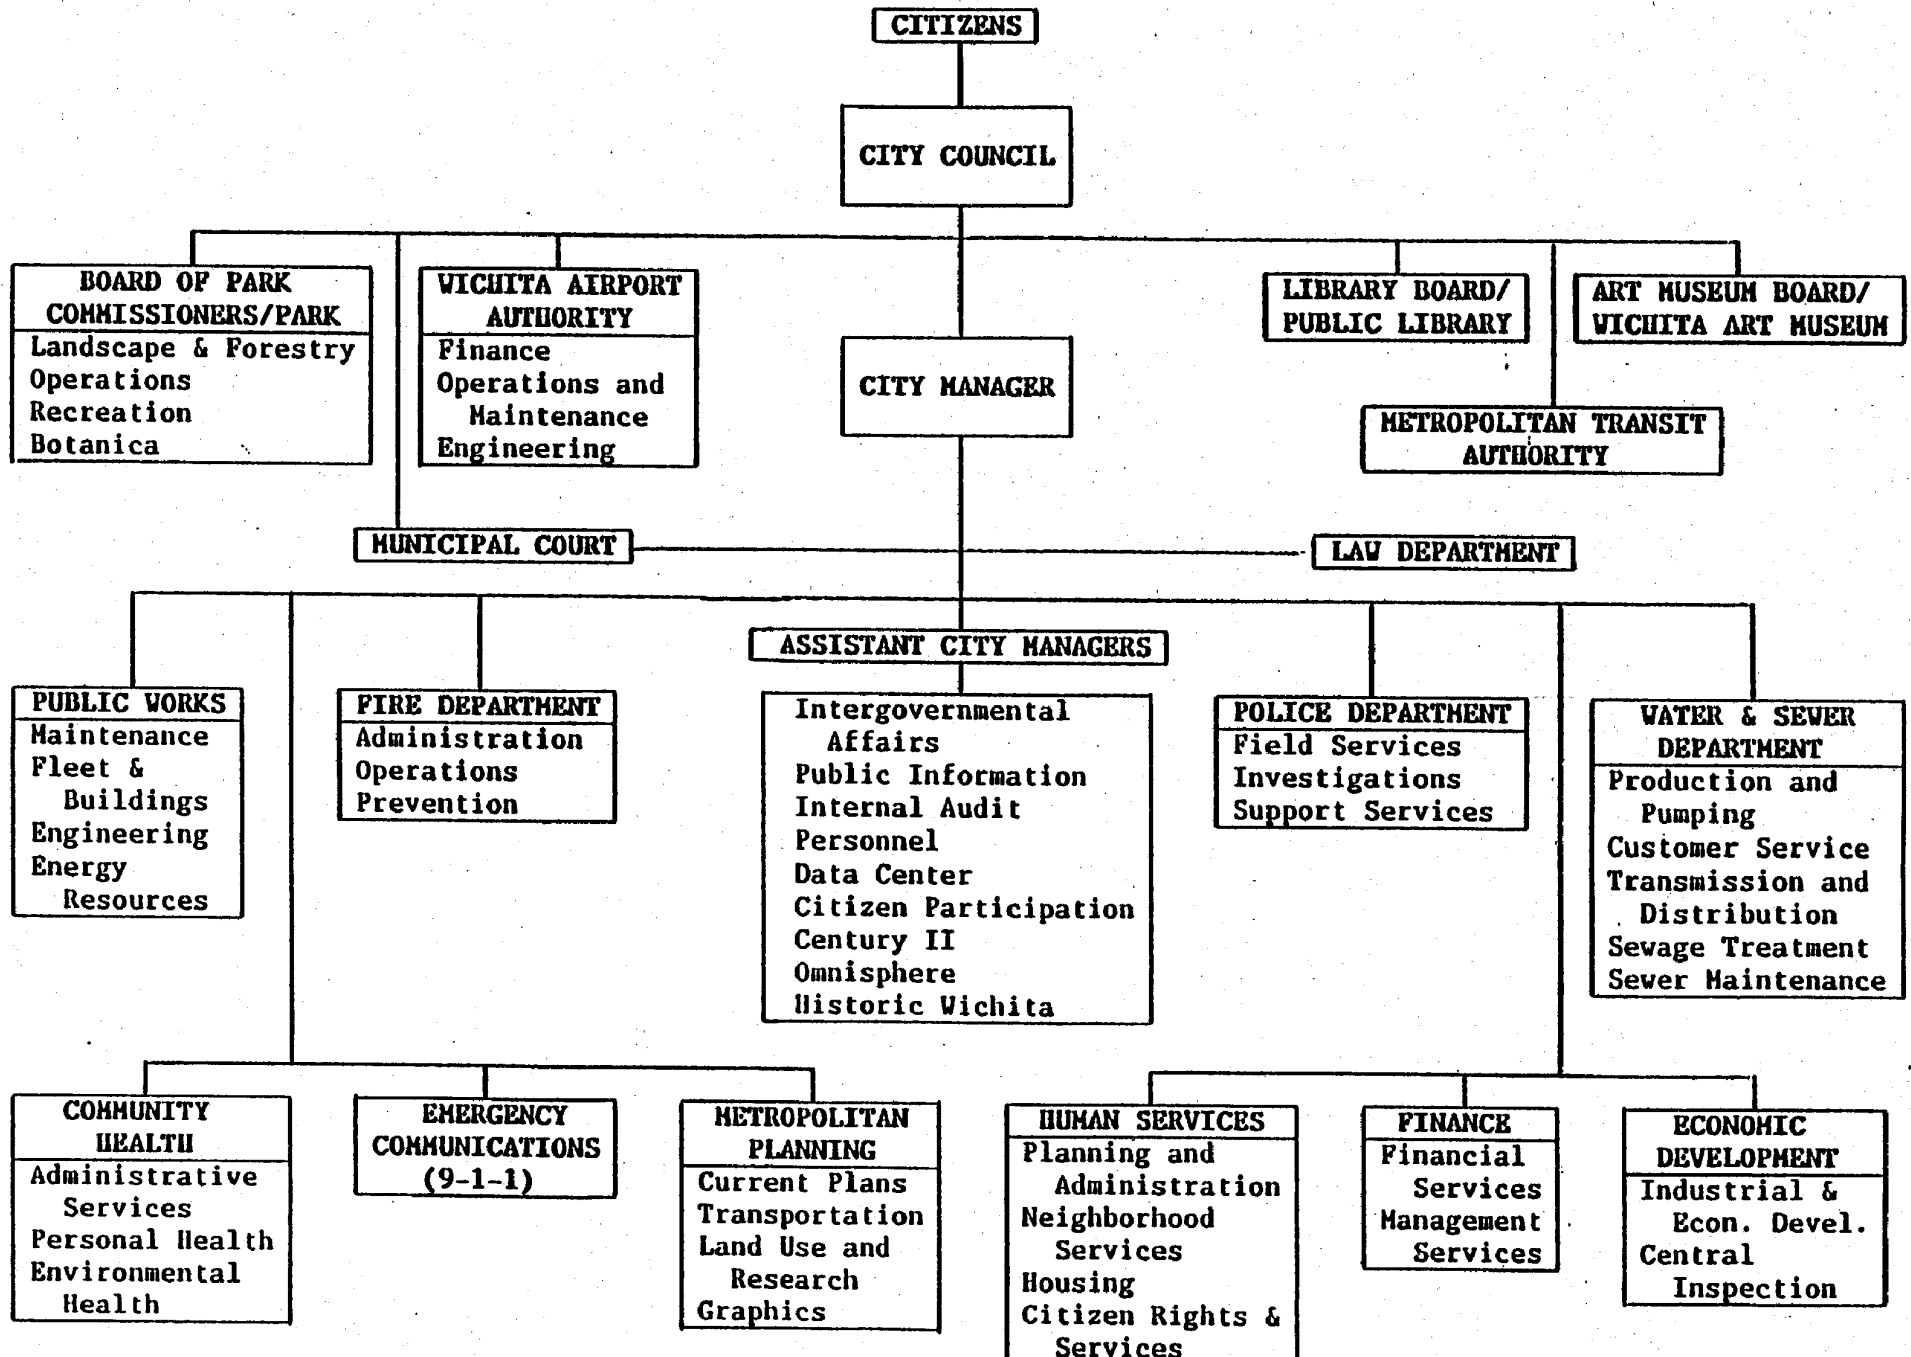 CITIZENS
CITY COUNCIL
BOARD OF PARK
COMMISSIONERS/PARK
Landscape & Forestry
Operations
Recreation
Botanica
WICHITA AIRPORT
AUTHORITY
Finance
Operations and
Maintenance
Engineering
CITY MANAGER
LIBRARY BOARD/
PUBLIC LIBRARY
ART MUSEUM BOARD/
WICHITA ART MUSEUM
METROPOLITAN TRANSIT
AUTHORITY
MUNICIPAL COURT
LAW DEPARTMENT
ASSISTANT CITY MANAGERS
PUBLIC WORKS
Maintenance
Fleet &
Buildings
Engineering
Energy
Resources
FIRE DEPARTMENT
Administration
Operations
Prevention
Intergovernmental
Affairs
Public Information
Internal Audit
Personnel
Data Center
Citizen Participation
Century II
Omnisphere
Historic Wichita
POLICE DEPARTMENT
Field Services
Investigations
Support Services
WATER & SEWER
DEPARTMENT
Production and
Pumping
Customer Service
Transmission and
Distribution
Sewage Treatment
Sewer Maintenance
COMMUNITY
HEALTH
Administrative
Services
Personal Health
Environmental
Health
EMERGENCY
COMMUNICATIONS
(9-1-1)
METROPOLITAN
PLANNING
Current Plans
Transportation
Land Use and
Research
Graphics
HUMAN SERVICES
Planning and
Administration
Neighborhood
Services
Housing
Citizen Rights &
Services
FINANCE
Financial
Services
Management
Services
ECONOMIC
DEVELOPMENT
Industrial &
Econ. Devel.
Central
Inspection